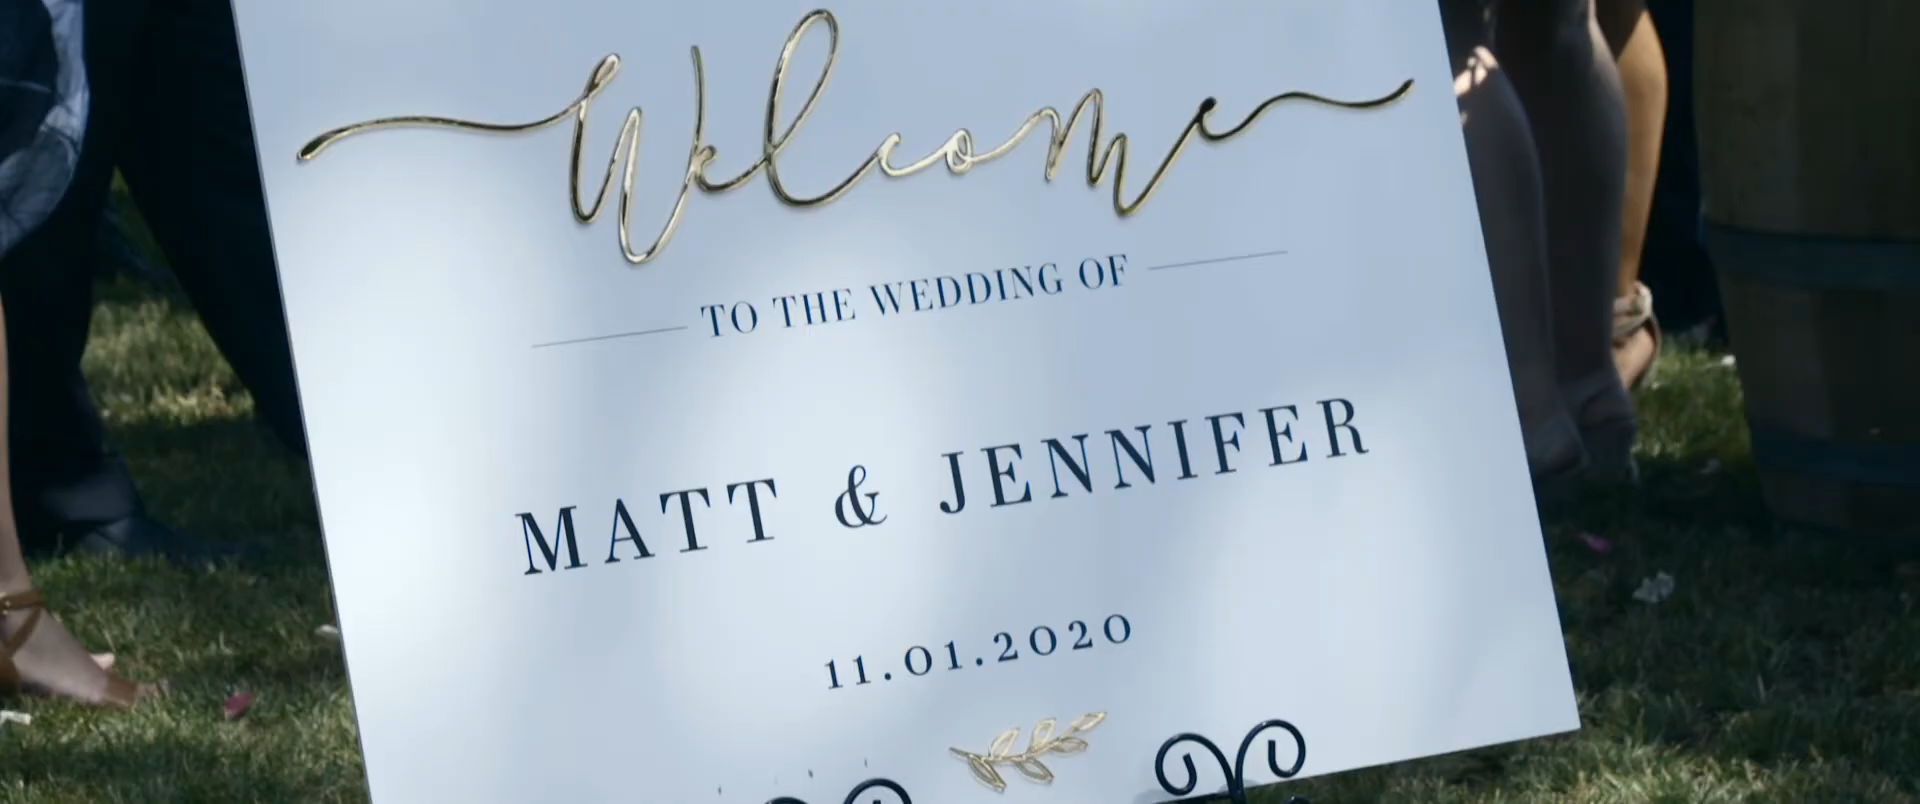 Welcome
TO THE WEDDING OF
MATT & JENNIFER
11.01.2020